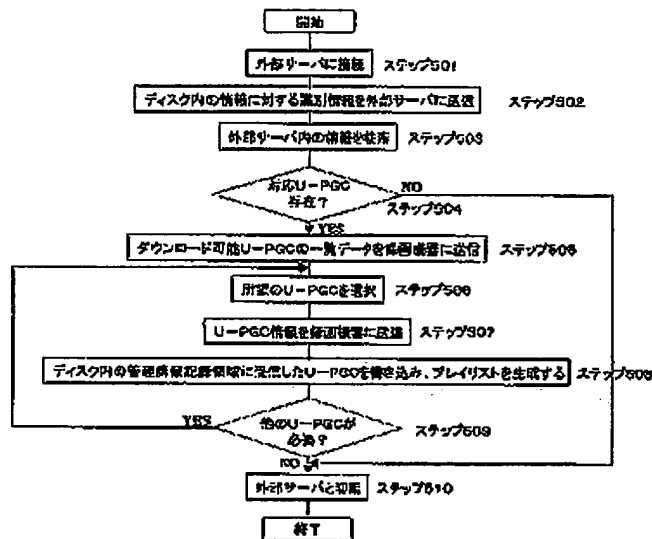 開始
外部サーバに接続 ステップ501
ディスク内の情報に対する識別情報を外部サーバに送信 ステップ502
外部サーバ内の情報を検索 ステップ503
対応U-PGC NO
存在? ステップ504
YES
ダウンロード可能U-PGCの一覧データを録画機器に送信 ステップ505
所望のU-PGCを選択 ステップ506
U-PGC情報を録画機器に送信 ステップ507
ディスク内の管理情報記録領域に受信したU-PGCを書き込み、プレイリストを生成する ステップ508
YES 他のU-PGCが
必要? ステップ509
NO
外部サーバと切断 ステップ510
終了